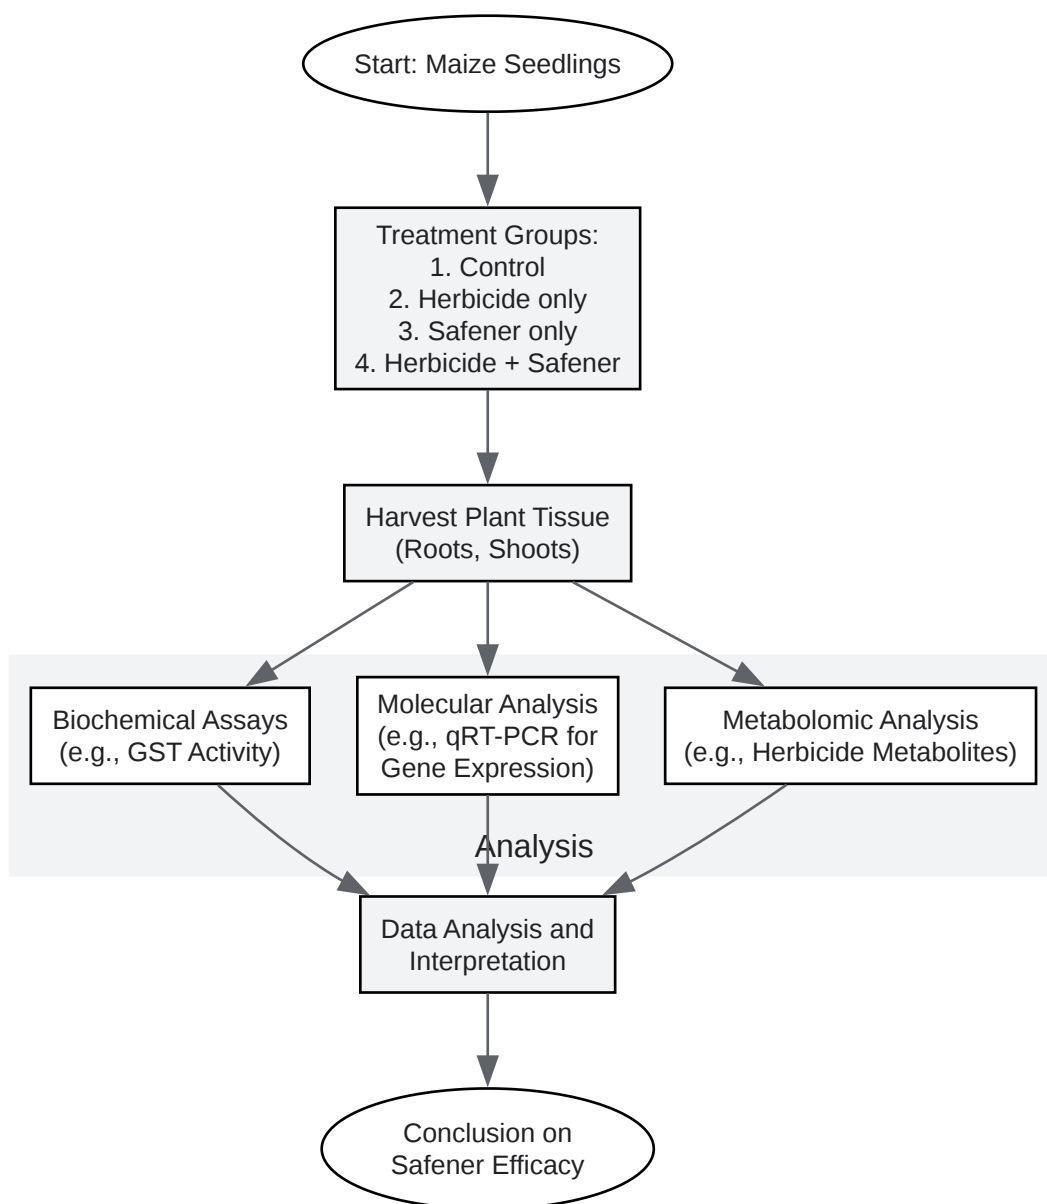 Start: Maize Seedlings
Treatment Groups:
1. Control
2. Herbicide only
3. Safener only
4. Herbicide + Safener
Harvest Plant Tissue
(Roots, Shoots)
Biochemical Assays
(e.g., GST Activity)
Molecular Analysis
(e.g., qRT-PCR for
Gene Expression)
Metabolomic Analysis
(e.g., Herbicide Metabolites)
Analysis
Data Analysis and
Interpretation
Conclusion on
Safener Efficacy